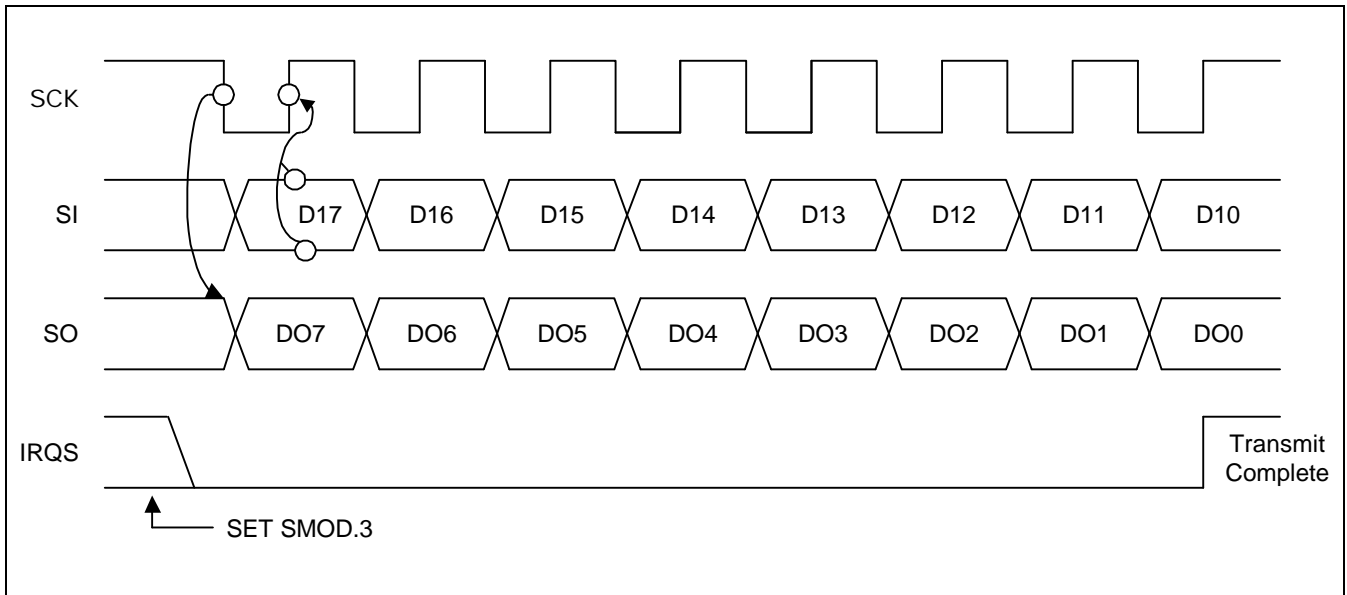 SCK
SI
D17
D16
D15
D14
D13
D12
D11
D10
SO
DO7
DO6
DO5
DO4
DO3
DO2
DO1
DO0
IRQS
Transmit
Complete
SET SMOD.3